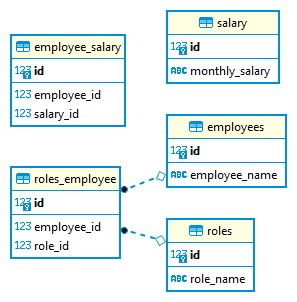 employee_salary
123 id
123 employee_id
123 salary_id
salary
123 id
ABC monthly_salary
employees
123 id
ABC employee_name
roles_employee
123 id
123 employee_id
123 role_id
roles
123 id
ABC role_name